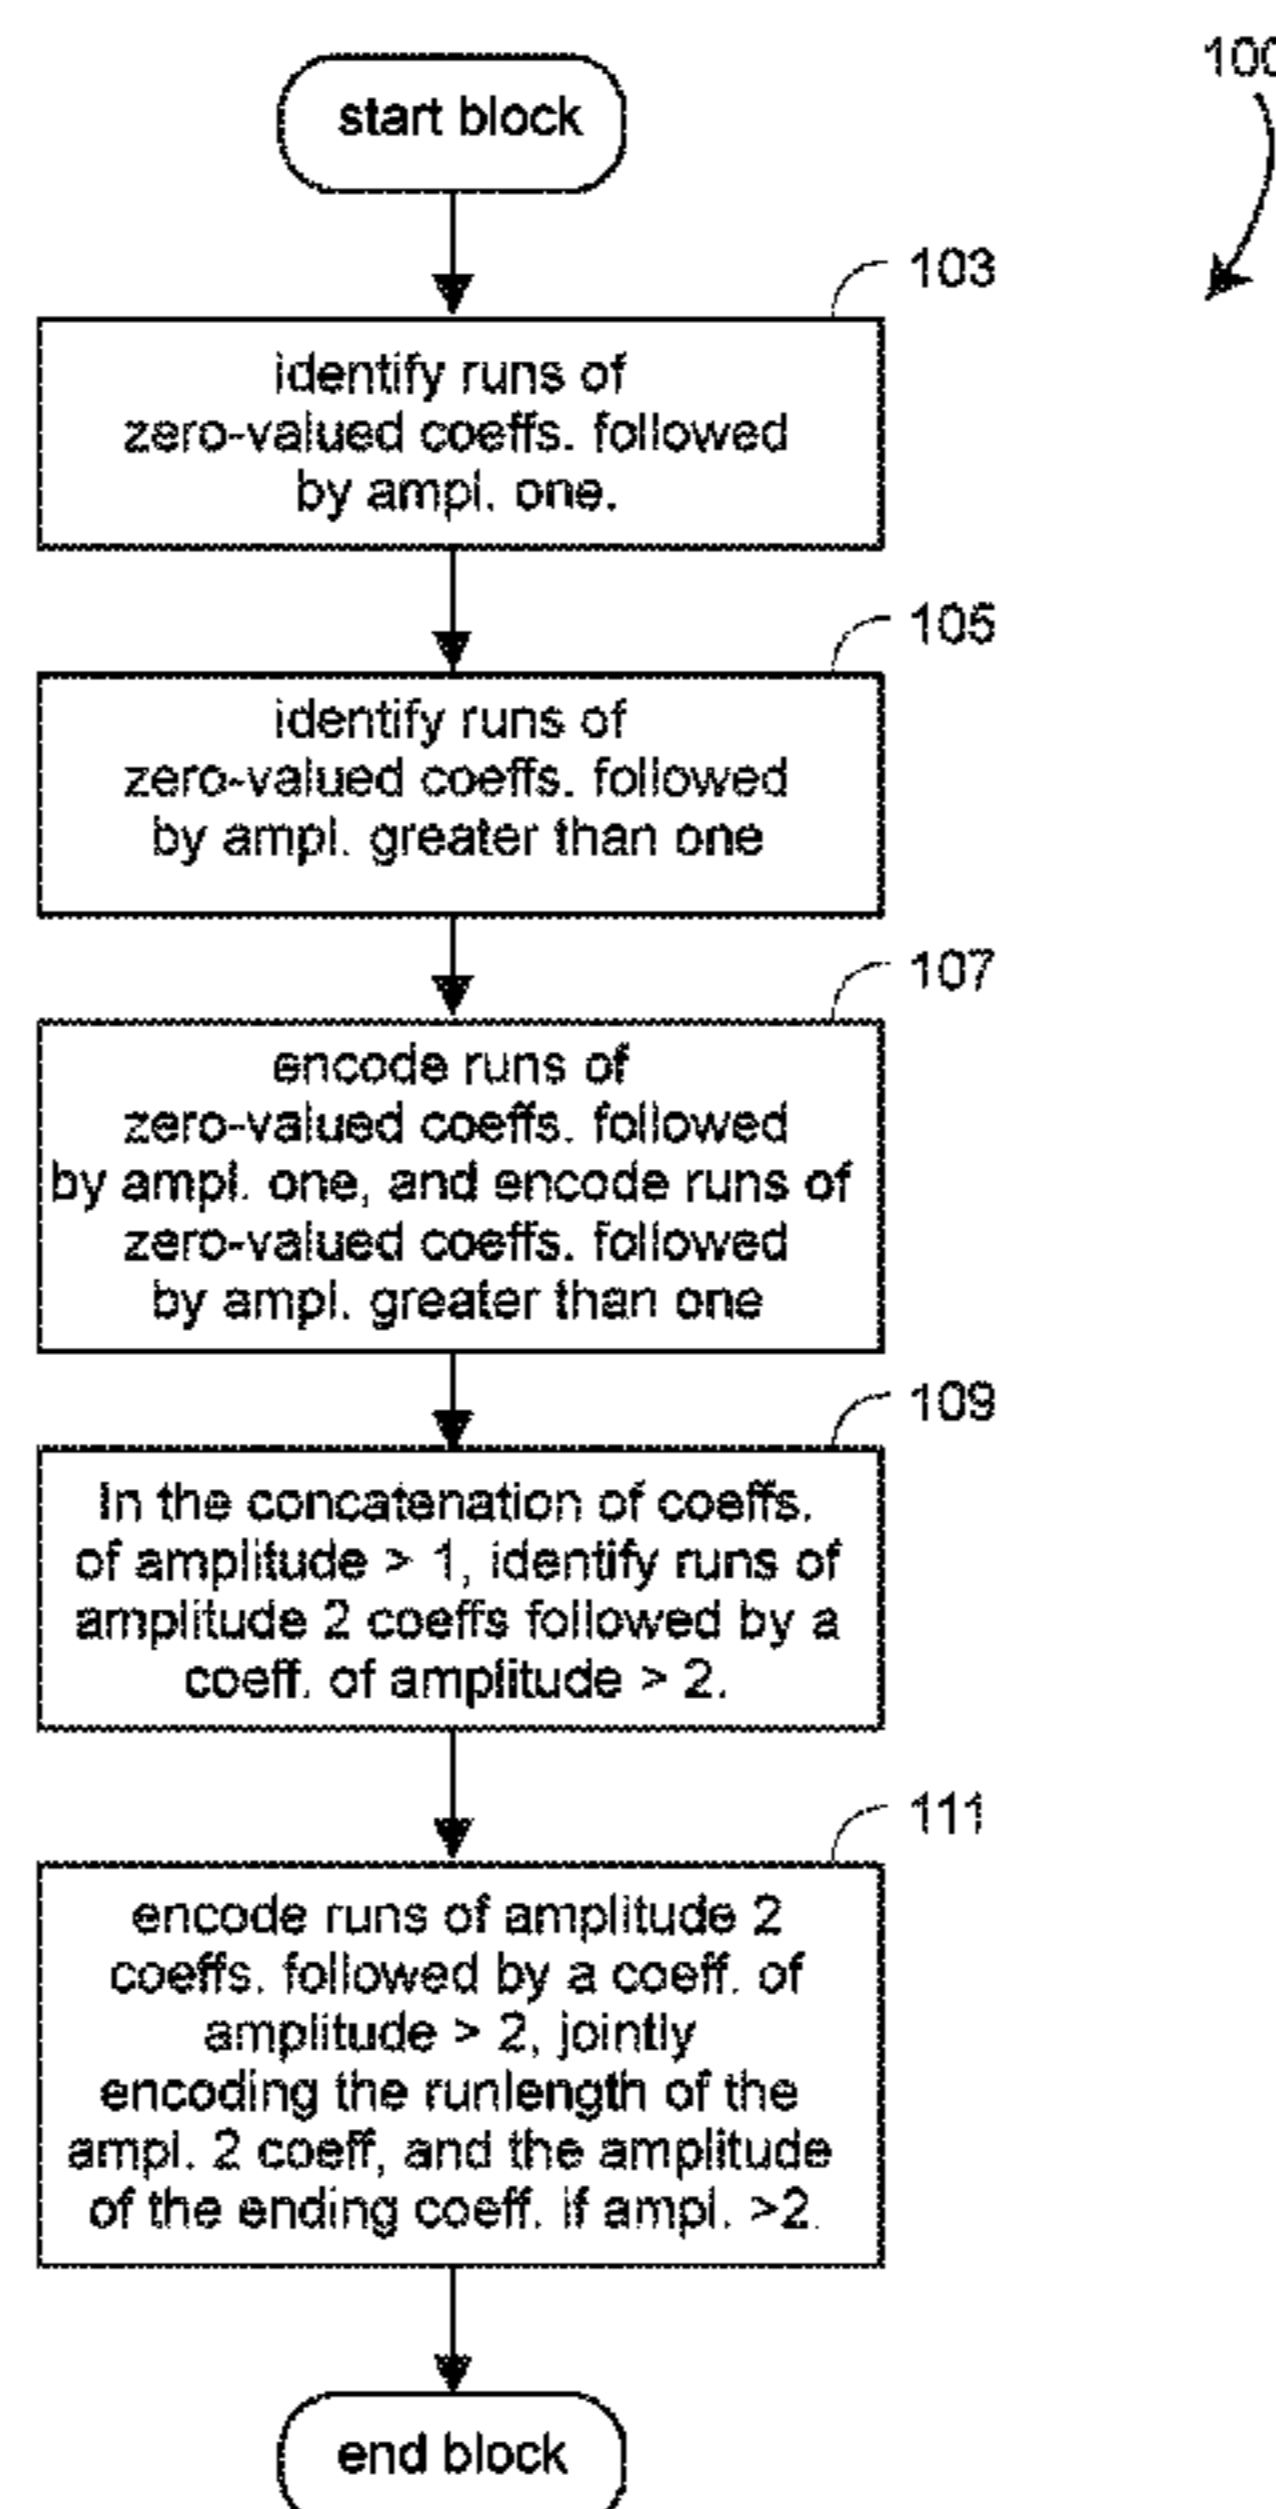 100
start block
103
identify runs of
zero-valued coeffs. followed
by ampl. one.
105
identify runs of
zero-valued coeffs. followed
by ampl. greater than one
107
encode runs of
zero-valued coeffs. followed
by ampl. one, and encode runs of
zero-valued coeffs. followed
by ampl. greater than one
109
In the concatenation of coeffs.
of amplitude > 1, identify runs of
amplitude 2 coeffs followed by a
coeff. of amplitude > 2.
111
encode runs of amplitude 2
coeffs. followed by a coeff. of
amplitude > 2, jointly
encoding the runlength of the
ampl. 2 coeff, and the amplitude
of the ending coeff. if ampl. >2.
end block